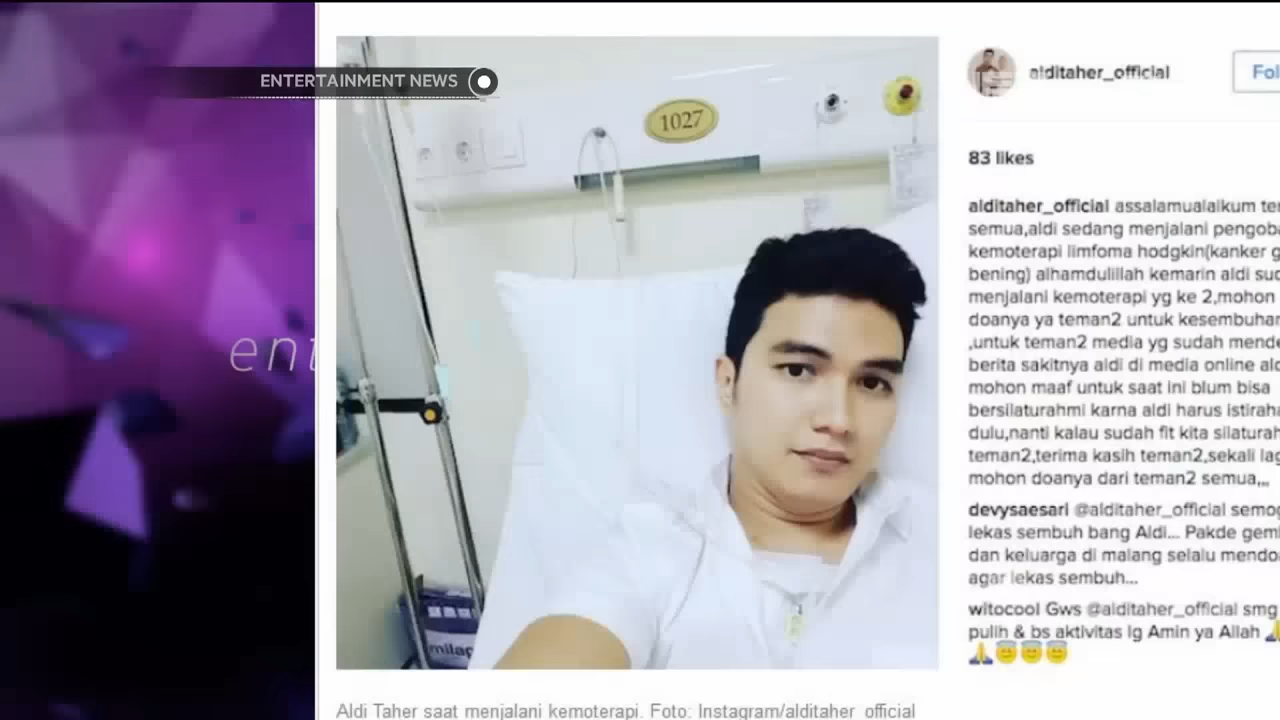 ENTERTAINMENT NEWS
ent
1027
milag
Aldi Taher saat menjalani kemoterapi. Foto: Instagram/alditaher_official
alditaher_official
Fol
83 likes
alditaher_official assalamualaikum ter
semua,aldi sedang menjalani pengoba
kemoterapi limfoma hodgkin(kanker g
bening) alhamdulillah kemarin aldi sud
menjalani kemoterapi yg ke 2,mohon
doanya ya teman2 untuk kesembuhan
,untuk teman2 media yg sudah mende
berita sakitnya aldi di media online ald
mohon maaf untuk saat ini blum bisa
bersilaturahmi karna aldi harus istiraha
dulu,nanti kalau sudah fit kita silaturah
teman2,terima kasih teman2,sekali lag
mohon doanya dari teman2 semua,,,
devysaesari @alditaher_official semog
lekas sembuh bang Aldi... Pakde gemi
dan keluarga di malang selalu mendoa
agar lekas sembuh...
witocool Gws @alditaher_official smg
pulih & bs aktivitas lg Amin ya Allah 🙏
🙏😇😇😇